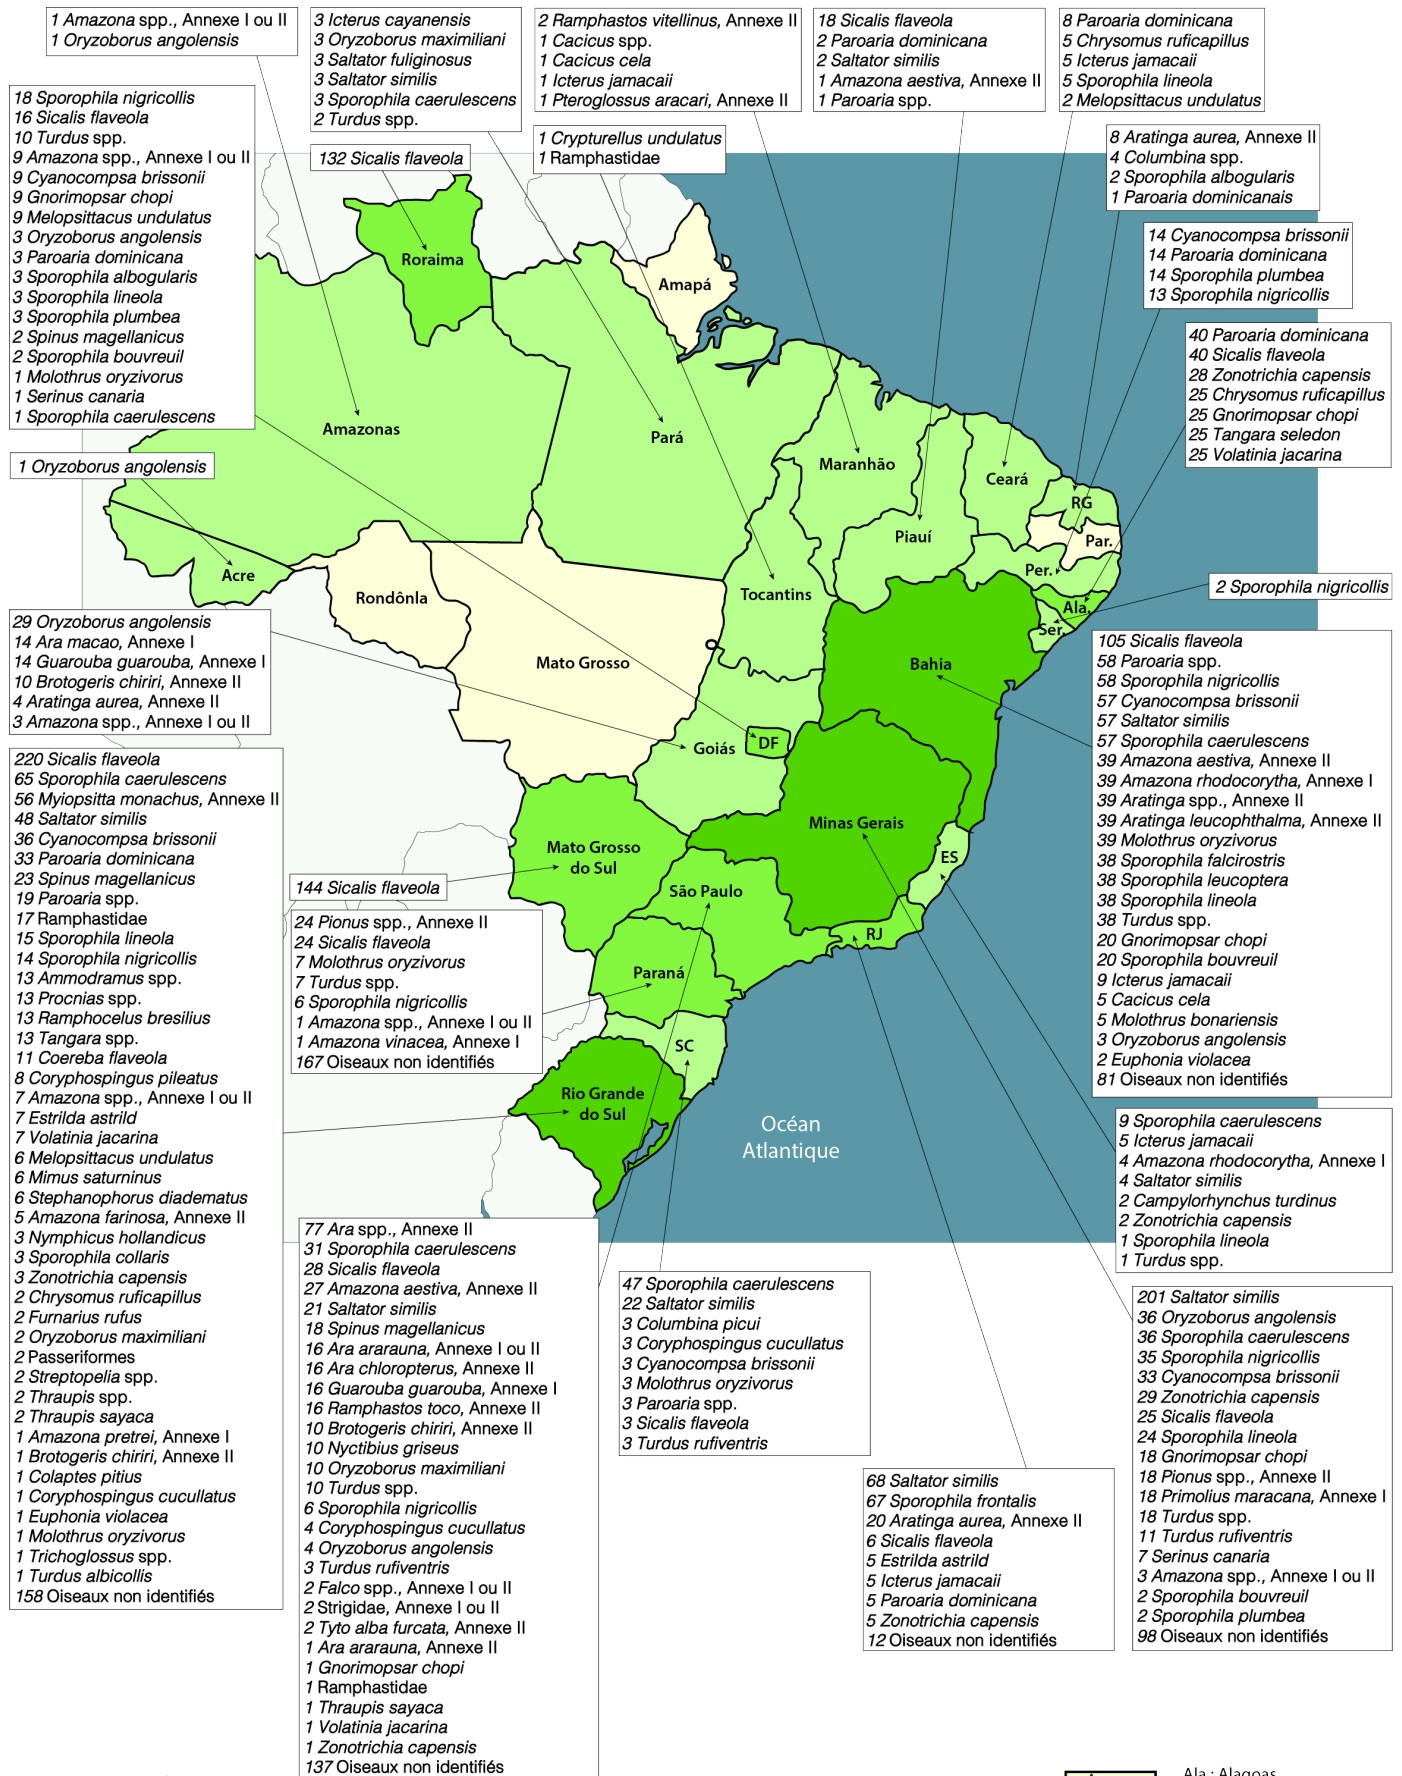 1 Amazona spp., Annexe I ou II
1 Oryzoborus angolensis
3 Icterus cayanensis
3 Oryzoborus maximiliani
3 Saltator fuliginosus
3 Saltator similis
3 Sporophila caerulescens
2 Turdus spp.
2 Ramphastos vitellinus, Annexe II
1 Cacicus spp.
1 Cacicus cela
1 Icterus jamacaii
1 Pteroglossus aracari, Annexe II
18 Sicalis flaveola
2 Paroaria dominicana
2 Saltator similis
1 Amazona aestiva, Annexe II
1 Paroaria spp.
8 Paroaria dominicana
5 Chrysomus ruficapillus
5 Icterus jamacaii
5 Sporophila lineola
2 Melopsittacus undulatus
18 Sporophila nigricollis
16 Sicalis flaveola
10 Turdus spp.
9 Amazona spp., Annexe I ou II
9 Cyanocompsa brissonii
9 Gnorimopsar chopi
9 Melopsittacus undulatus
3 Oryzoborus angolensis
3 Paroaria dominicana
3 Sporophila albogularis
3 Sporophila lineola
3 Sporophila plumbea
2 Spinus magellanicus
2 Sporophila bouvreuil
1 Molothrus oryzivorus
1 Serinus canaria
1 Sporophila caerulescens
132 Sicalis flaveola
1 Crypturellus undulatus
1 Ramphastidae
8 Aratinga aurea, Annexe II
4 Columbina spp.
2 Sporophila albogularis
1 Paroaria dominicanais
14 Cyanocompsa brissonii
14 Paroaria dominicana
14 Sporophila plumbea
13 Sporophila nigricollis
40 Paroaria dominicana
40 Sicalis flaveola
28 Zonotrichia capensis
25 Chrysomus ruficapillus
25 Gnorimopsar chopi
25 Tangara seledon
25 Volatinia jacarina
Roraima
Amapá
Amazonas
Pará
Maranhão
Ceará
RG
Piauí
Par.
Per.
1 Oryzoborus angolensis
Acre
Rondônla
Tocantins
Ala.
Ser.
2 Sporophila nigricollis
Mato Grosso
Bahia
Goiás
DF
29 Oryzoborus angolensis
14 Ara macao, Annexe I
14 Guarouba guarouba, Annexe I
10 Brotogeris chiriri, Annexe II
4 Aratinga aurea, Annexe II
3 Amazona spp., Annexe I ou II
105 Sicalis flaveola
58 Paroaria spp.
58 Sporophila nigricollis
57 Cyanocompsa brissonii
57 Saltator similis
57 Sporophila caerulescens
39 Amazona aestiva, Annexe II
39 Amazona rhodocorytha, Annexe I
39 Aratinga spp., Annexe II
39 Aratinga leucophthalma, Annexe II
39 Molothrus oryzivorus
38 Sporophila falcirostris
38 Sporophila leucoptera
38 Sporophila lineola
38 Turdus spp.
20 Gnorimopsar chopi
20 Sporophila bouvreuil
9 Icterus jamacaii
5 Cacicus cela
5 Molothrus bonariensis
3 Oryzoborus angolensis
2 Euphonia violacea
81 Oiseaux non identifiés
220 Sicalis flaveola
65 Sporophila caerulescens
56 Myiopsitta monachus, Annexe II
48 Saltator similis
36 Cyanocompsa brissonii
33 Paroaria dominicana
23 Spinus magellanicus
19 Paroaria spp.
17 Ramphastidae
15 Sporophila lineola
14 Sporophila nigricollis
13 Ammodramus spp.
13 Procnias spp.
13 Ramphocelus bresilius
13 Tangara spp.
11 Coereba flaveola
8 Coryphospingus pileatus
7 Amazona spp., Annexe I ou II
7 Estrilda astrild
7 Volatinia jacarina
6 Melopsittacus undulatus
6 Mimus saturninus
6 Stephanophorus diadematus
5 Amazona farinosa, Annexe II
3 Nymphicus hollandicus
3 Sporophila collaris
3 Zonotrichia capensis
2 Chrysomus ruficapillus
2 Furnarius rufus
2 Oryzoborus maximiliani
2 Passeriformes
2 Streptopelia spp.
2 Thraupis spp.
2 Thraupis sayaca
1 Amazona pretrei, Annexe I
1 Brotogeris chiriri, Annexe II
1 Colaptes pitius
1 Coryphospingus cucullatus
1 Euphonia violacea
1 Molothrus oryzivorus
1 Trichoglossus spp.
1 Turdus albicollis
158 Oiseaux non identifiés
Minas Gerais
Mato Grosso
do Sul
São Paulo
ES
RJ
Paraná
SC
Rio Grande
do Sul
144 Sicalis flaveola
24 Pionus spp., Annexe II
24 Sicalis flaveola
7 Molothrus oryzivorus
7 Turdus spp.
6 Sporophila nigricollis
1 Amazona spp., Annexe I ou II
1 Amazona vinacea, Annexe I
167 Oiseaux non identifiés
Océan
Atlantique
9 Sporophila caerulescens
5 Icterus jamacaii
4 Amazona rhodocorytha, Annexe I
4 Saltator similis
2 Campylorhynchus turdinus
2 Zonotrichia capensis
1 Sporophila lineola
1 Turdus spp.
77 Ara spp., Annexe II
31 Sporophila caerulescens
28 Sicalis flaveola
27 Amazona aestiva, Annexe II
21 Saltator similis
18 Spinus magellanicus
16 Ara ararauna, Annexe I ou II
16 Ara chloropterus, Annexe II
16 Guarouba guarouba, Annexe I
16 Ramphastos toco, Annexe II
10 Brotogeris chiriri, Annexe II
10 Nyctibius griseus
10 Oryzoborus maximiliani
10 Turdus spp.
6 Sporophila nigricollis
4 Coryphospingus cucullatus
4 Oryzoborus angolensis
3 Turdus rufiventris
2 Falco spp., Annexe I ou II
2 Strigidae, Annexe I ou II
2 Tyto alba furcata, Annexe II
1 Ara ararauna, Annexe II
1 Gnorimopsar chopi
1 Ramphastidae
1 Thraupis sayaca
1 Volatinia jacarina
1 Zonotrichia capensis
137 Oiseaux non identifiés
47 Sporophila caerulescens
22 Saltator similis
3 Columbina picui
3 Coryphospingus cucullatus
3 Cyanocompsa brissonii
3 Molothrus oryzivorus
3 Paroaria spp.
3 Sicalis flaveola
3 Turdus rufiventris
68 Saltator similis
67 Sporophila frontalis
20 Aratinga aurea, Annexe II
6 Sicalis flaveola
5 Estrilda astrild
5 Icterus jamacaii
5 Paroaria dominicana
5 Zonotrichia capensis
12 Oiseaux non identifiés
201 Saltator similis
36 Oryzoborus angolensis
36 Sporophila caerulescens
35 Sporophila nigricollis
33 Cyanocompsa brissonii
29 Zonotrichia capensis
25 Sicalis flaveola
24 Sporophila lineola
18 Gnorimopsar chopi
18 Pionus spp., Annexe II
18 Primolius maracana, Annexe I
18 Turdus spp.
11 Turdus rufiventris
7 Serinus canaria
3 Amazona spp., Annexe I ou II
2 Sporophila bouvreuil
2 Sporophila plumbea
98 Oiseaux non identifiés
Ala : Alagoas